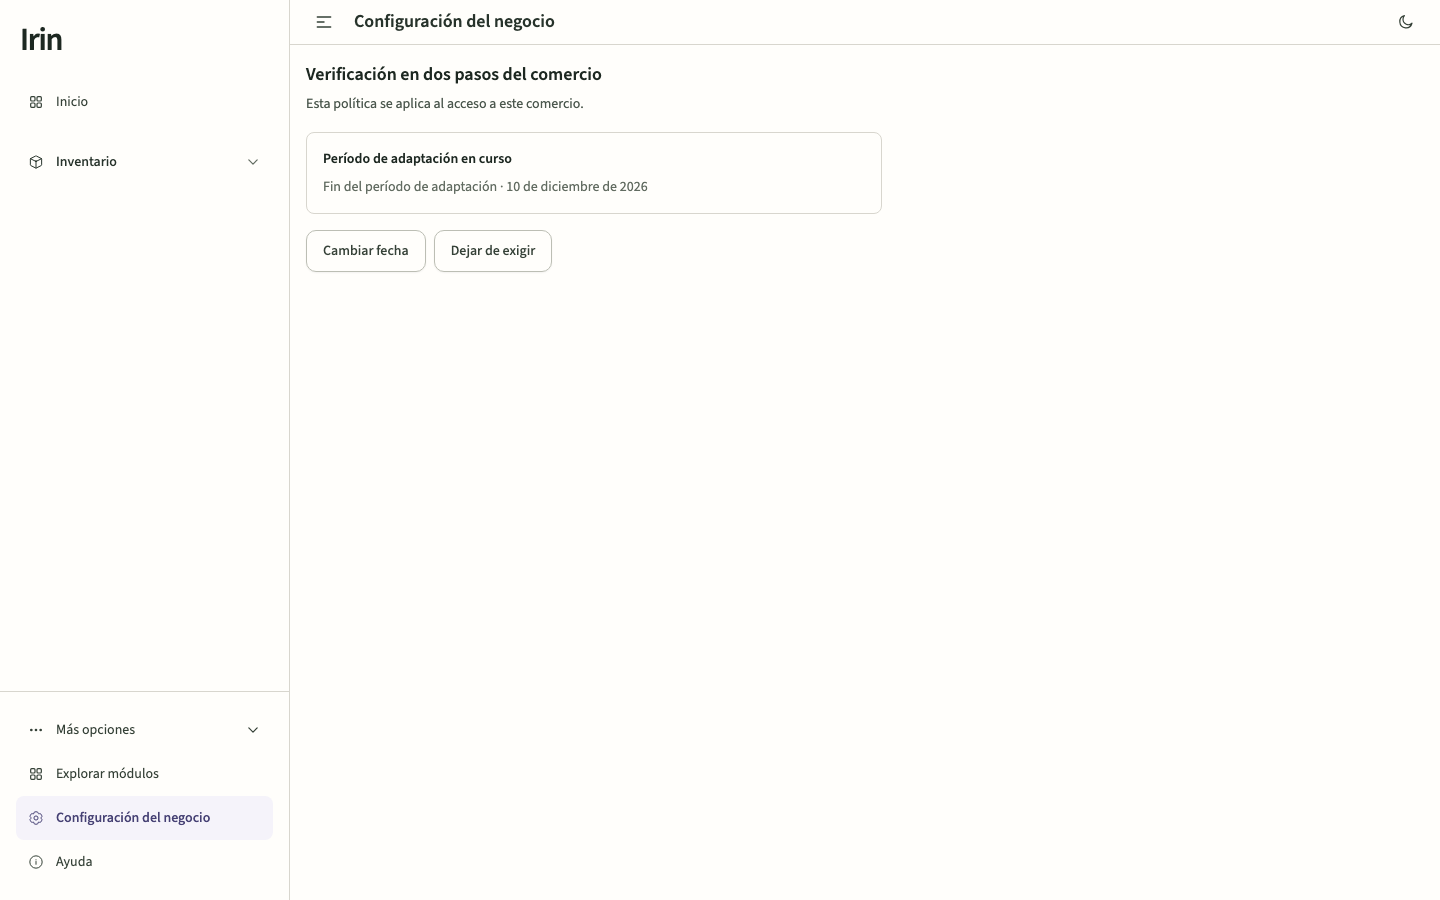 Irin
Inicio
Inventario
Más opciones
Explorar módulos
Configuración del negocio
Ayuda
Configuración del negocio
Verificación en dos pasos del comercio
Esta política se aplica al acceso a este comercio.
Período de adaptación en curso
Fin del período de adaptación · 10 de diciembre de 2026
Cambiar fecha
Dejar de exigir